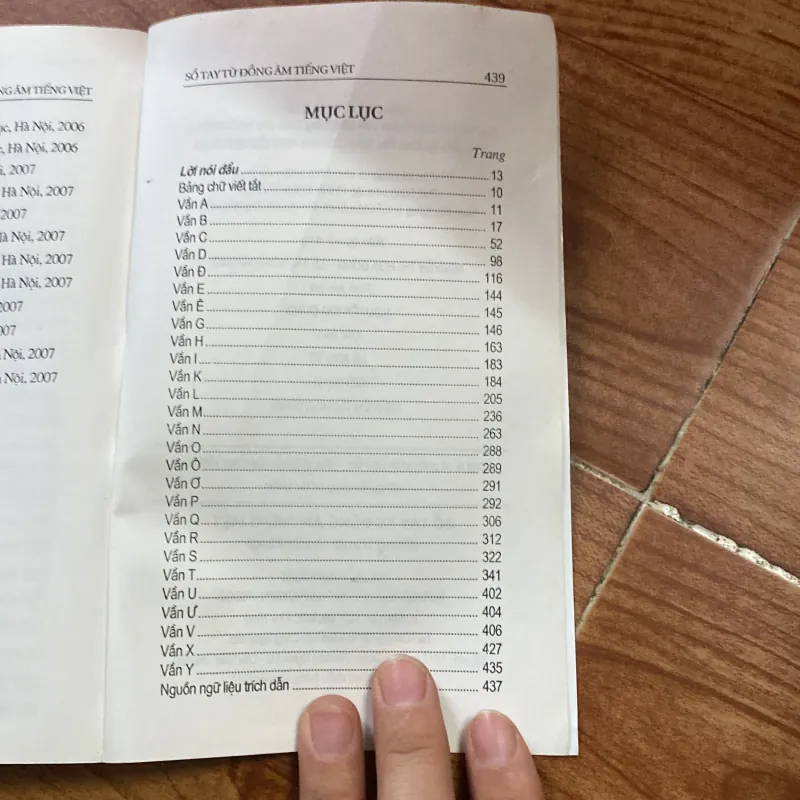 NG ÂM TIẾNG VIỆT
Hà Nội, 2006
Hà Nội, 2006
2007
Hà Nội, 2007
2007
Nội, 2007
Hà Nội, 2007
Hà Nội, 2007
2007
Nội, 2007
Nội, 2007
SỔ TAY TỪ ĐỒNG ÂM TIẾNG VIỆT 439
MỤC LỤC
Trang
Lời nói đầu 13
Bảng chữ viết tắt 10
Vần A 11
Vần B 17
Vần C 52
Vần D 98
Vần Đ 116
Vần E 144
Vần Ê 145
Vần G 146
Vần H 163
Vần I 183
Vần K 184
Vần L 205
Vần M 236
Vần N 263
Vần O 288
Vần Ô 289
Vần Ơ 291
Vần P 292
Vần Q 306
Vần R 312
Vần S 322
Vần T 341
Vần U 402
Vần Ư 404
Vần V 406
Vần X 427
Vần Y 435
Nguồn ngữ liệu trích dẫn 437